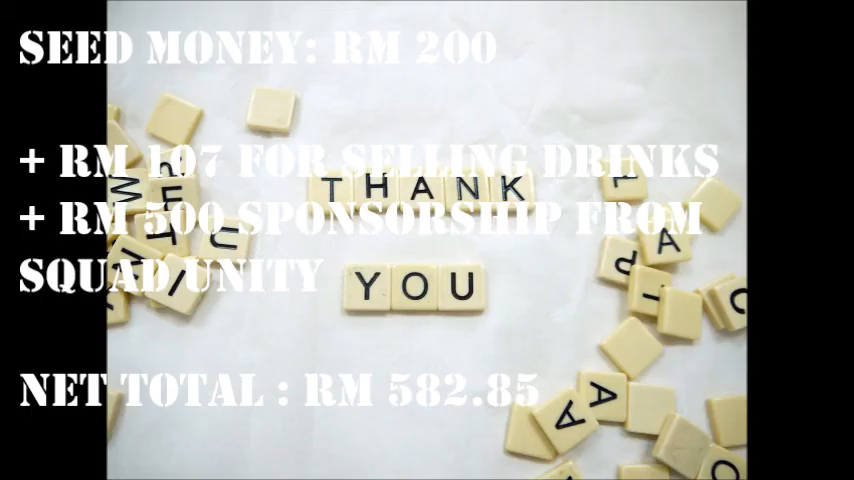 SEED MONEY: RM 200
+ RM 107 FOR SELLING DRINKS
THANK
+ RM 500 SPONSORSHIP FROM
SQUAD UNITY
YOU
NET TOTAL : RM 582.85